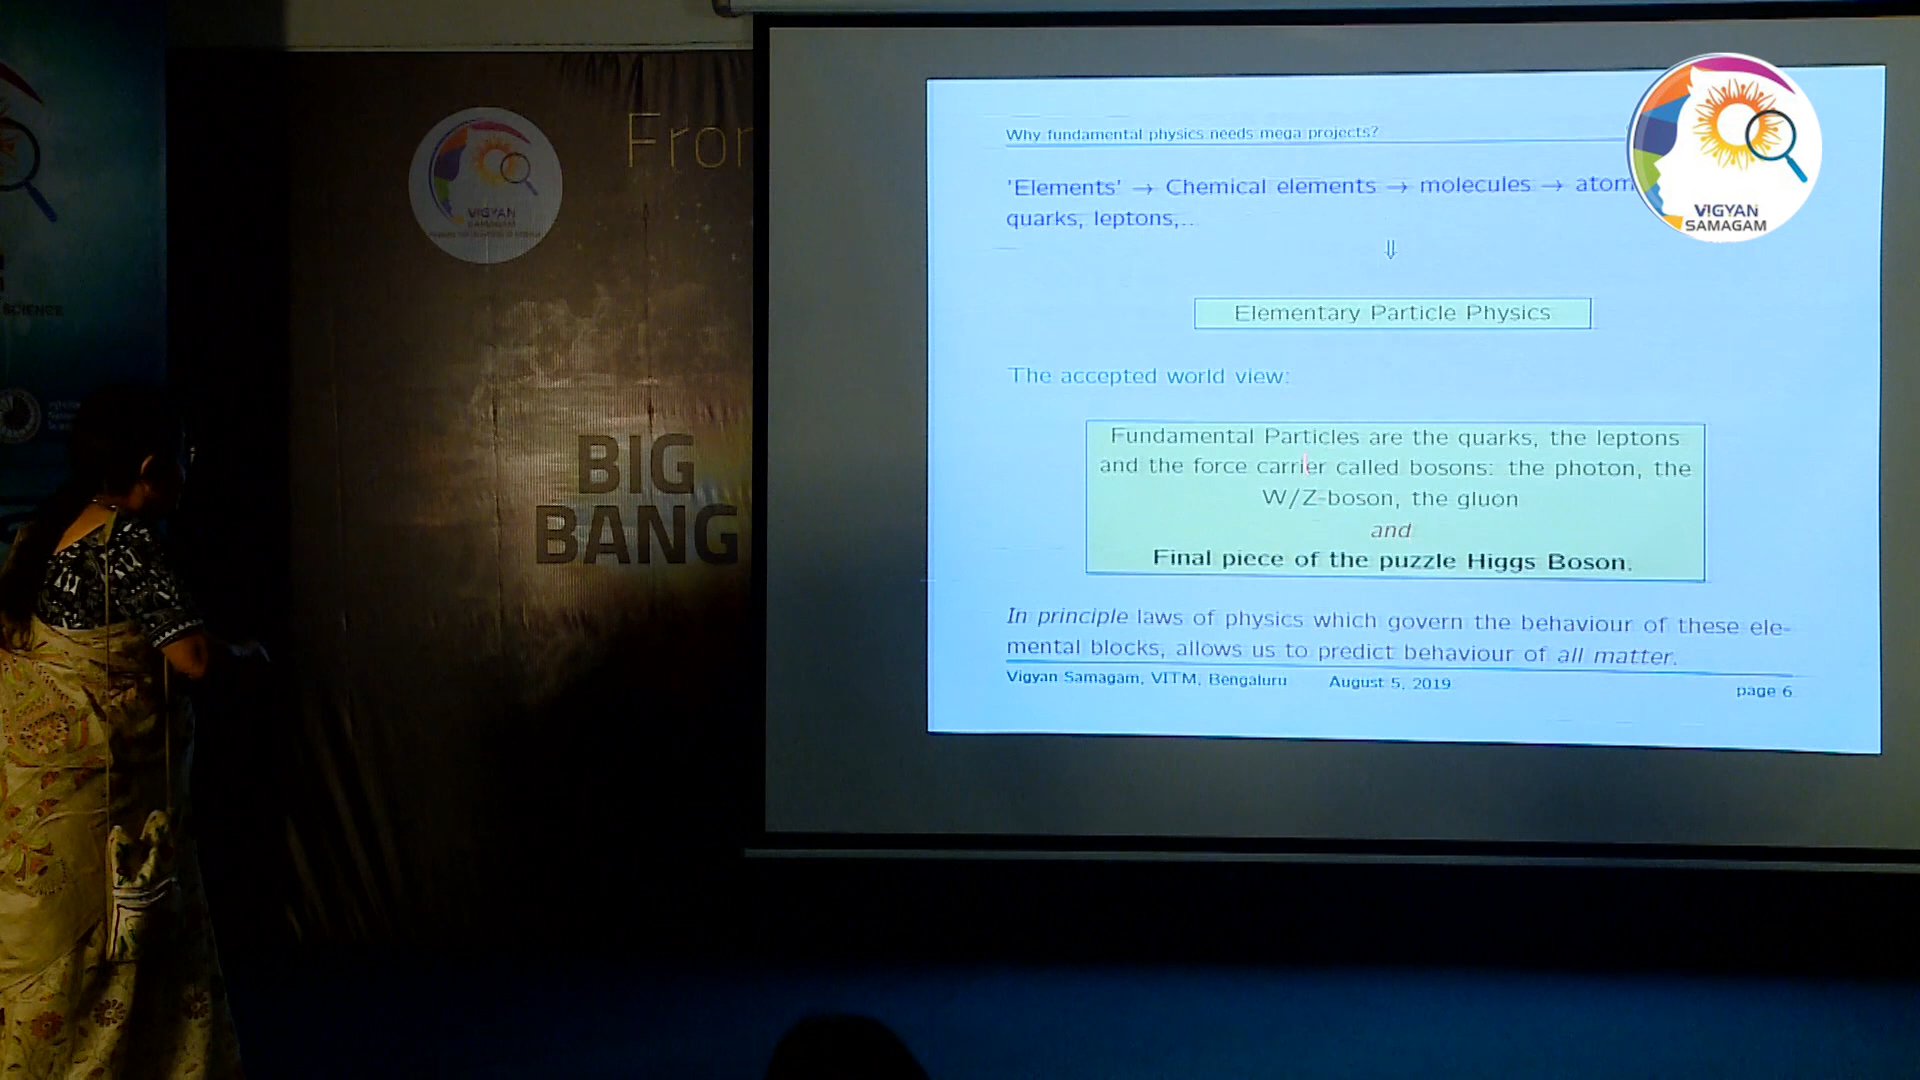 From
BIG
BANG
VIGYAN
SAMAGAM
SCIENCE
Why fundamental physics needs mega projects?
'Elements' → Chemical elements → molecules → atom
quarks, leptons,..
⇓
Elementary Particle Physics
The accepted world view:
Fundamental Particles are the quarks, the leptons
and the force carrier called bosons: the photon, the
W/Z-boson, the gluon
and
Final piece of the puzzle Higgs Boson.
In principle laws of physics which govern the behaviour of these ele-
mental blocks, allows us to predict behaviour of all matter.
Vigyan Samagam, VITM, Bengaluru August 5, 2019 page 6
VIGYAN
SAMAGAM